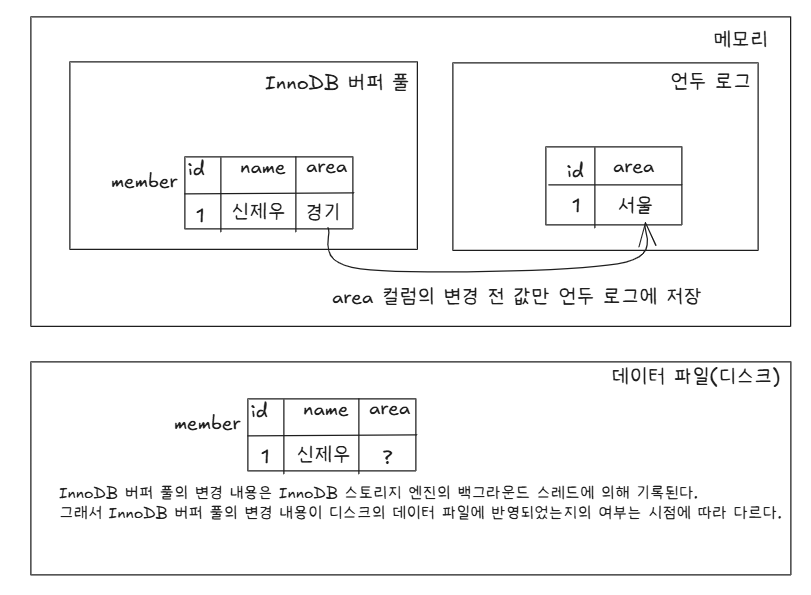 메모리
InnoDB 버퍼 풀
언두 로그
member
id name area
1 신제우 경기
id area
1 서울
area 컬럼의 변경 전 값만 언두 로그에 저장
데이터 파일(디스크)
member
id name area
1 신제우 ?
InnoDB 버퍼 풀의 변경 내용은 InnoDB 스토리지 엔진의 백그라운드 스레드에 의해 기록된다.
그래서 InnoDB 버퍼 풀의 변경 내용이 디스크의 데이터 파일에 반영되었는지의 여부는 시점에 따라 다르다.